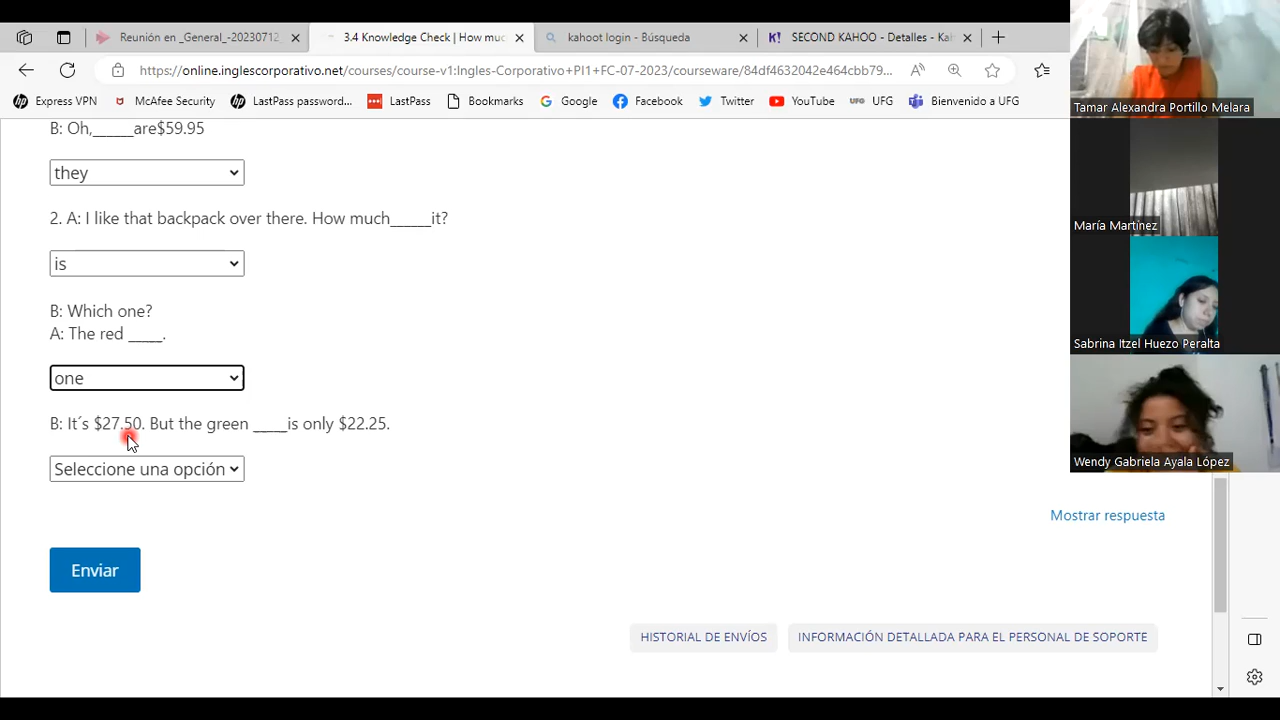 Reunión en _General_-20230712_
3.4 Knowledge Check | How muc
kahoot login - Búsqueda
K! SECOND KAHOO - Detalles - Kah
https://online.inglescorporativo.net/courses/course-v1:Ingles-Corporativo+PI1+FC-07-2023/courseware/84df4632042e464cbb79...
Express VPN
McAfee Security
LastPass password...
LastPass
Bookmarks
Google
Facebook
Twitter
YouTube
UFG UFG
Bienvenido a UFG
B: Oh,______are$59.95
they
2. A: I like that backpack over there. How much______it?
is
B: Which one?
A: The red _____.
one
B: It´s $27.50. But the green _____is only $22.25.
Seleccione una opción
Mostrar respuesta
Enviar
HISTORIAL DE ENVÍOS
INFORMACIÓN DETALLADA PARA EL PERSONAL DE SOPORTE
Tamar Alexandra Portillo Melara
María Martínez
Sabrina Itzel Huezo Peralta
Wendy Gabriela Ayala López